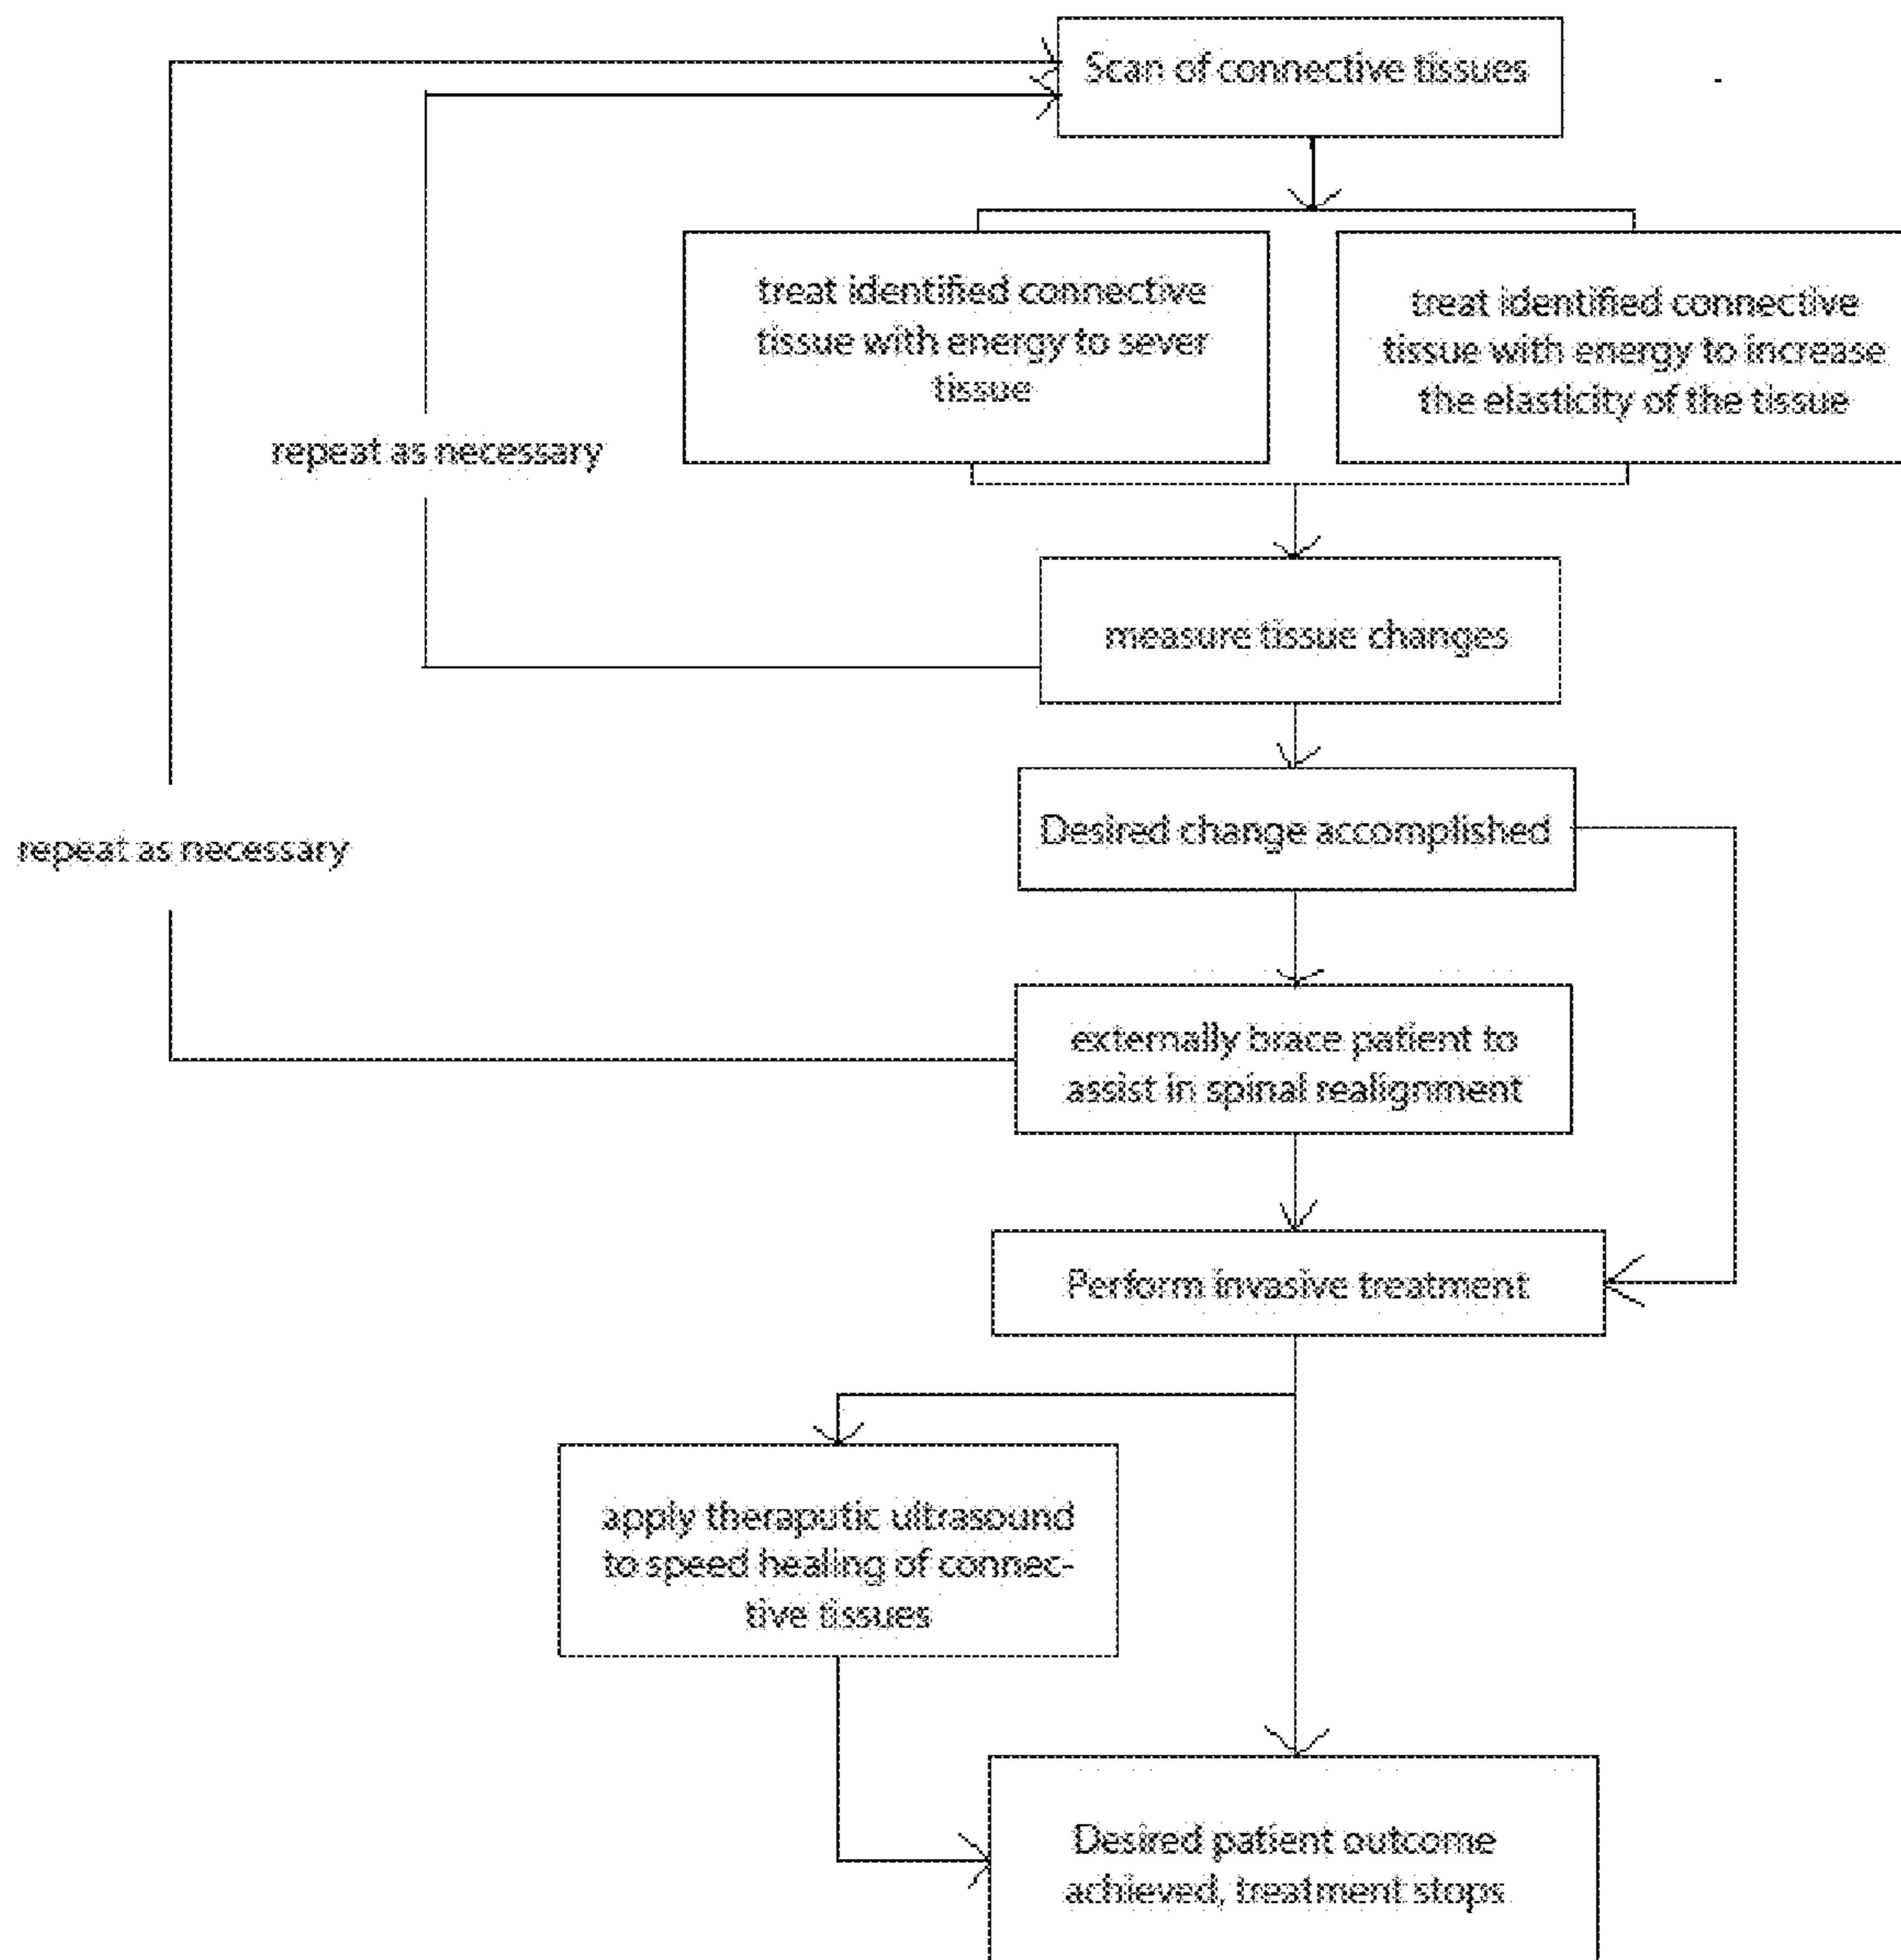 Scan of connective tissues
treat identified connective
tissue with energy to sever
tissue
treat identified connective
tissue with energy to increase
the elasticity of the tissue
repeat as necessary
measure tissue changes
Desired change accomplished
repeat as necessary
externally brace patient to
assist in spinal realignment
Perform invasive treatment
apply theraputic ultrasound
to speed healing of connec-
tive tissues
Desired patient outcome
achieved, treatment stops